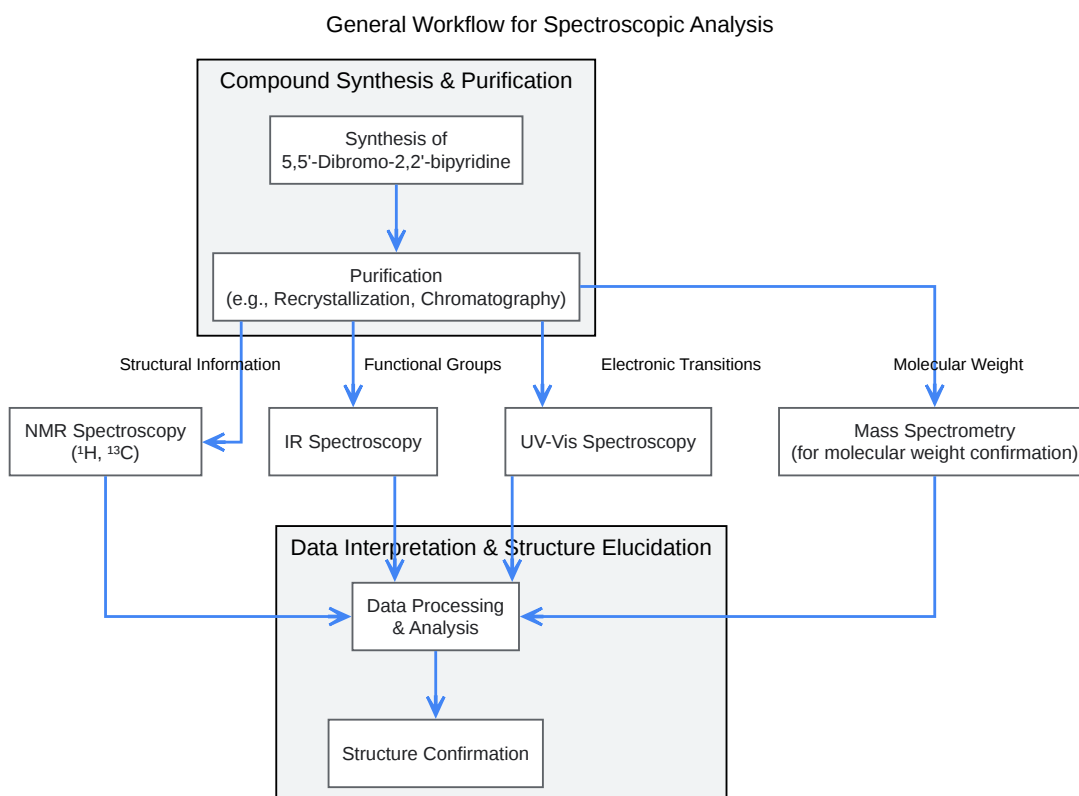 General Workflow for Spectroscopic Analysis
Compound Synthesis & Purification
Synthesis of
5,5'-Dibromo-2,2'-bipyridine
Purification
(e.g., Recrystallization, Chromatography)
Structural Information
Functional Groups
Electronic Transitions
Molecular Weight
NMR Spectroscopy
(¹H, ¹³C)
IR Spectroscopy
UV-Vis Spectroscopy
Mass Spectrometry
(for molecular weight confirmation)
Data Interpretation & Structure Elucidation
Data Processing
& Analysis
Structure Confirmation